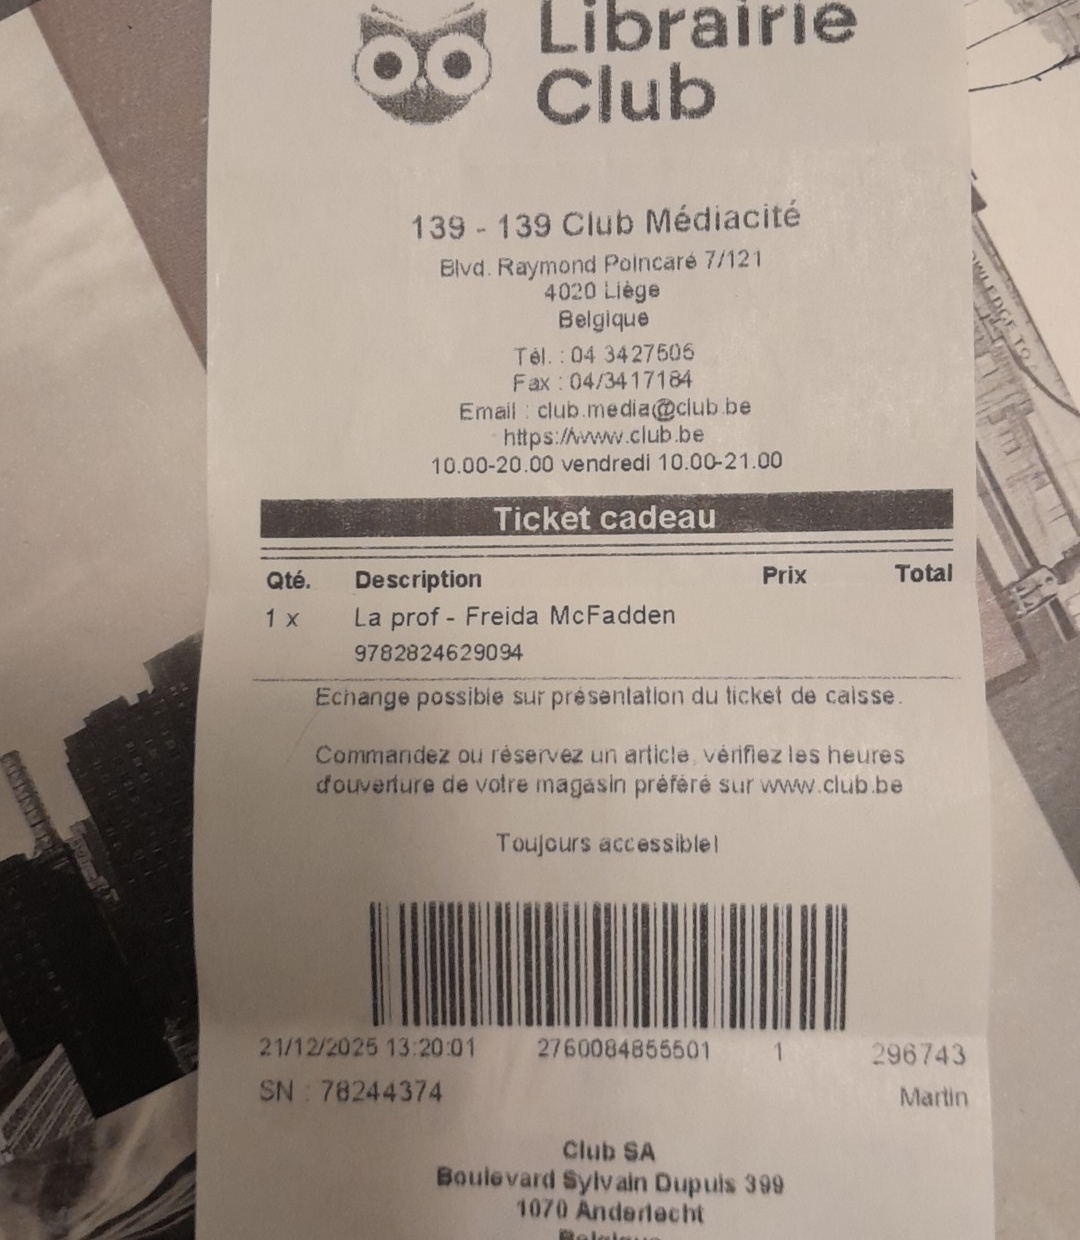 Librairie
Club
139 - 139 Club Médiacité
Blvd. Raymond Poincaré 7/121
4020 Liège
Belgique
Tél. : 04 3427505
Fax : 04/3417184
Email : club.media@club.be
https://www.club.be
10.00-20.00 vendredi 10.00-21.00
Ticket cadeau
Qté. Description Prix Total
1 x La prof - Freida McFadden
9782824629094
Echange possible sur présentation du ticket de caisse.
Commandez ou réservez un article, vérifiez les heures
d'ouverture de votre magasin préféré sur www.club.be
Toujours accessible!
21/12/2025 13:20:01 2760084855501 1 296743
SN : 78244374 Martin
Club SA
Boulevard Sylvain Dupuis 399
1070 Anderlecht
Belgique
OWLEDGE TO